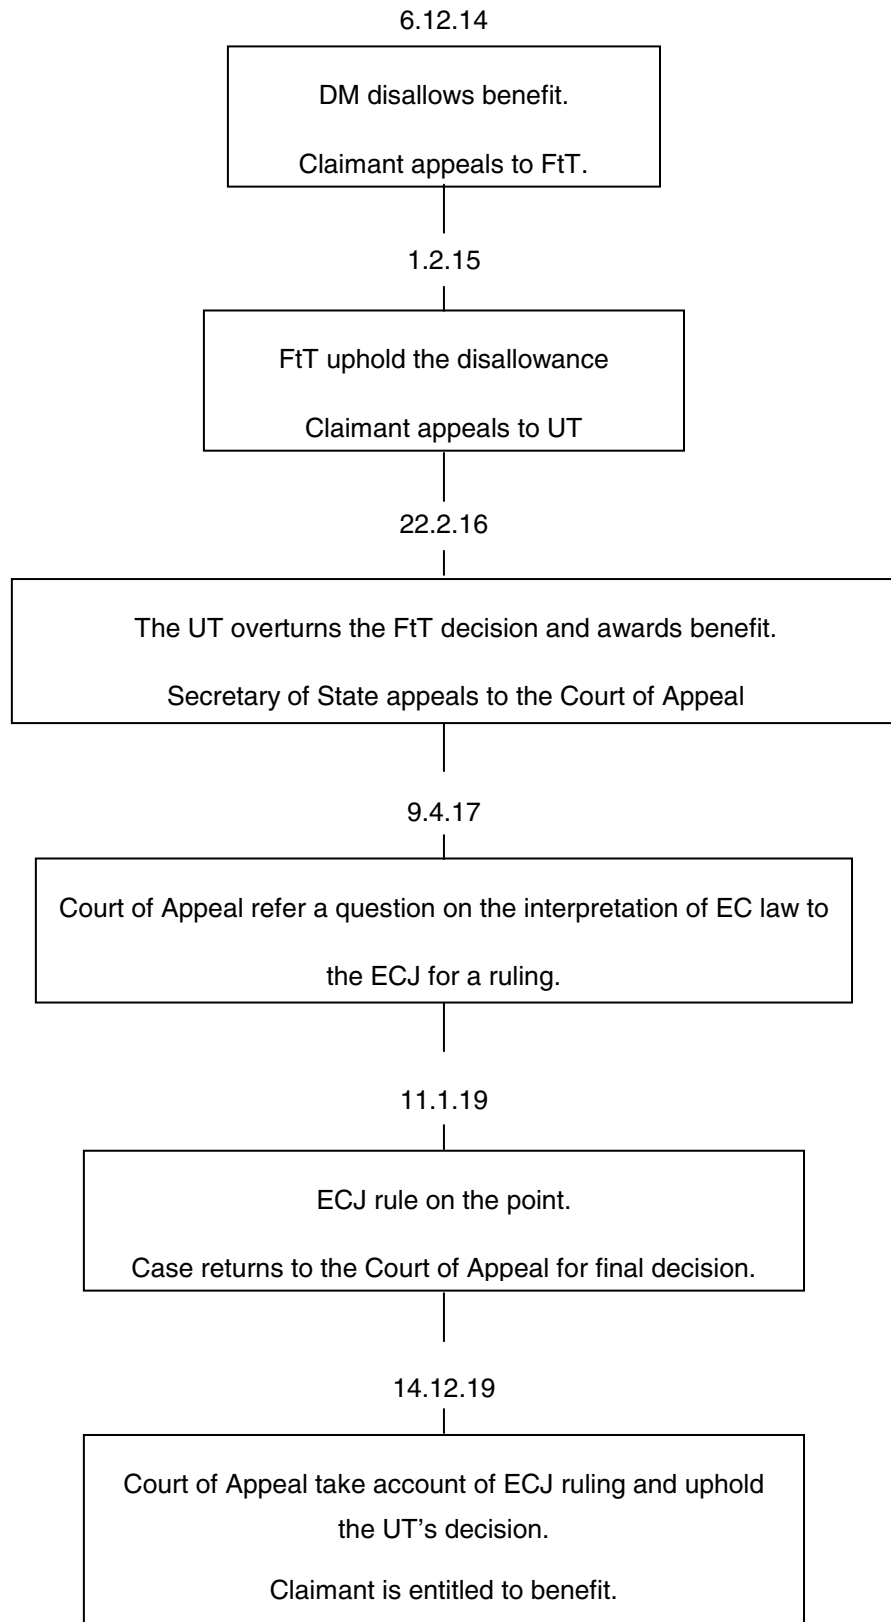 6.12.14
DM disallows benefit.
Claimant appeals to FtT.
1.2.15
FtT uphold the disallowance
Claimant appeals to UT
22.2.16
The UT overturns the FtT decision and awards benefit.
Secretary of State appeals to the Court of Appeal
9.4.17
Court of Appeal refer a question on the interpretation of EC law to
the ECJ for a ruling.
11.1.19
ECJ rule on the point.
Case returns to the Court of Appeal for final decision.
14.12.19
Court of Appeal take account of ECJ ruling and uphold
the UT’s decision.
Claimant is entitled to benefit.